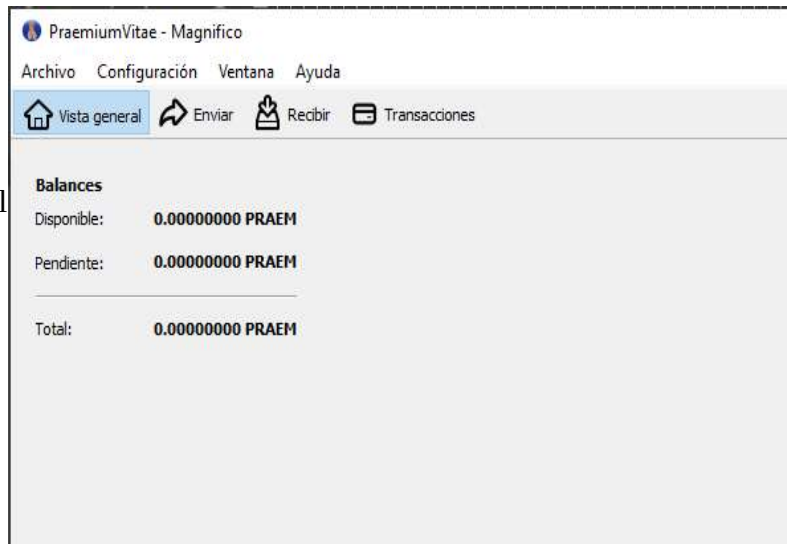 PraemiumVitae - Magnifico
Archivo Configuración Ventana Ayuda
Vista general Enviar Recibir Transacciones
l
Balances
Disponible: 0.00000000 PRAEM
Pendiente: 0.00000000 PRAEM
Total: 0.00000000 PRAEM